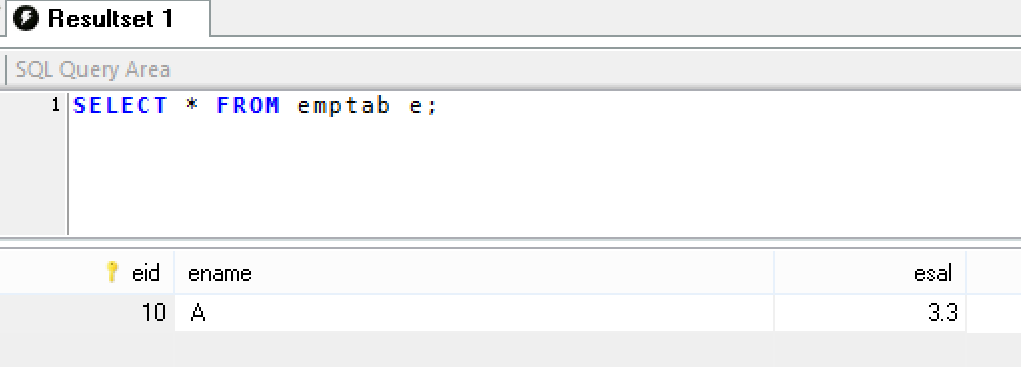 Resultset 1
SQL Query Area
1 SELECT * FROM emptab e;
eid ename esal
10 A 3.3